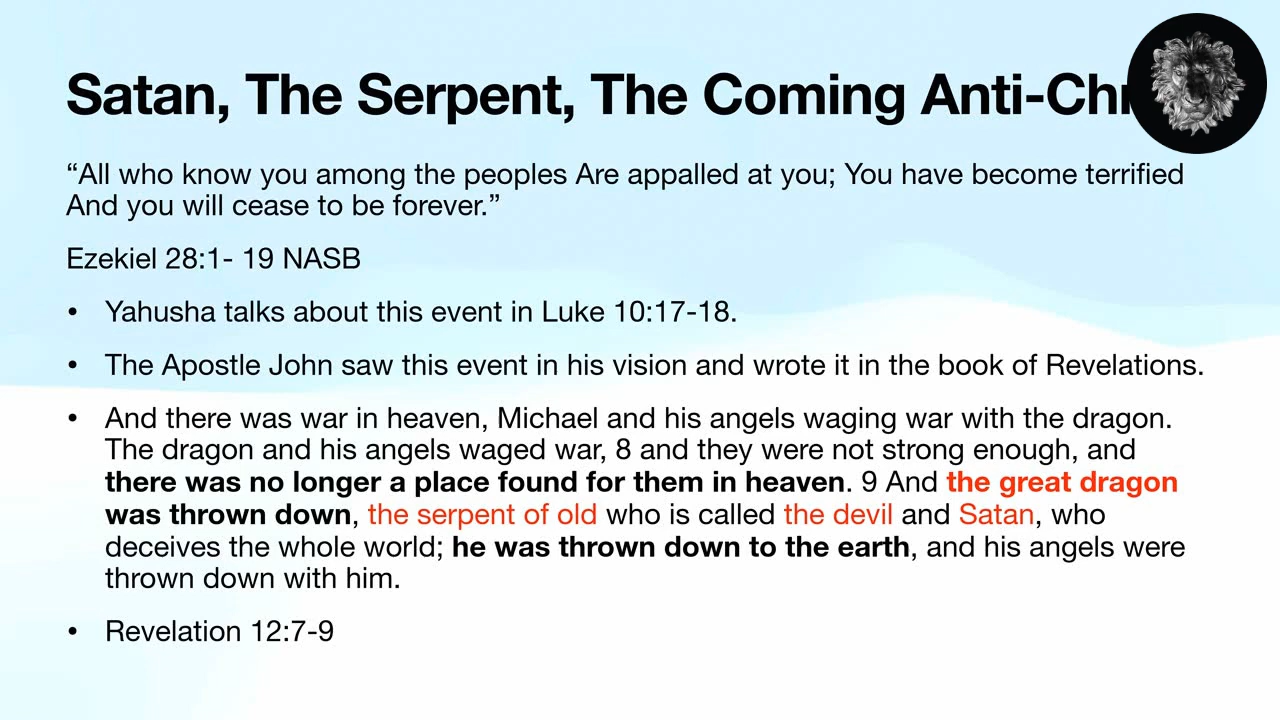 Satan, The Serpent, The Coming Anti-Chr
“All who know you among the peoples Are appalled at you; You have become terrified
And you will cease to be forever.”
Ezekiel 28:1- 19 NASB
• Yahusha talks about this event in Luke 10:17-18.
• The Apostle John saw this event in his vision and wrote it in the book of Revelations.
• And there was war in heaven, Michael and his angels waging war with the dragon.
The dragon and his angels waged war, 8 and they were not strong enough, and
there was no longer a place found for them in heaven. 9 And the great dragon
was thrown down, the serpent of old who is called the devil and Satan, who
deceives the whole world; he was thrown down to the earth, and his angels were
thrown down with him.
• Revelation 12:7-9